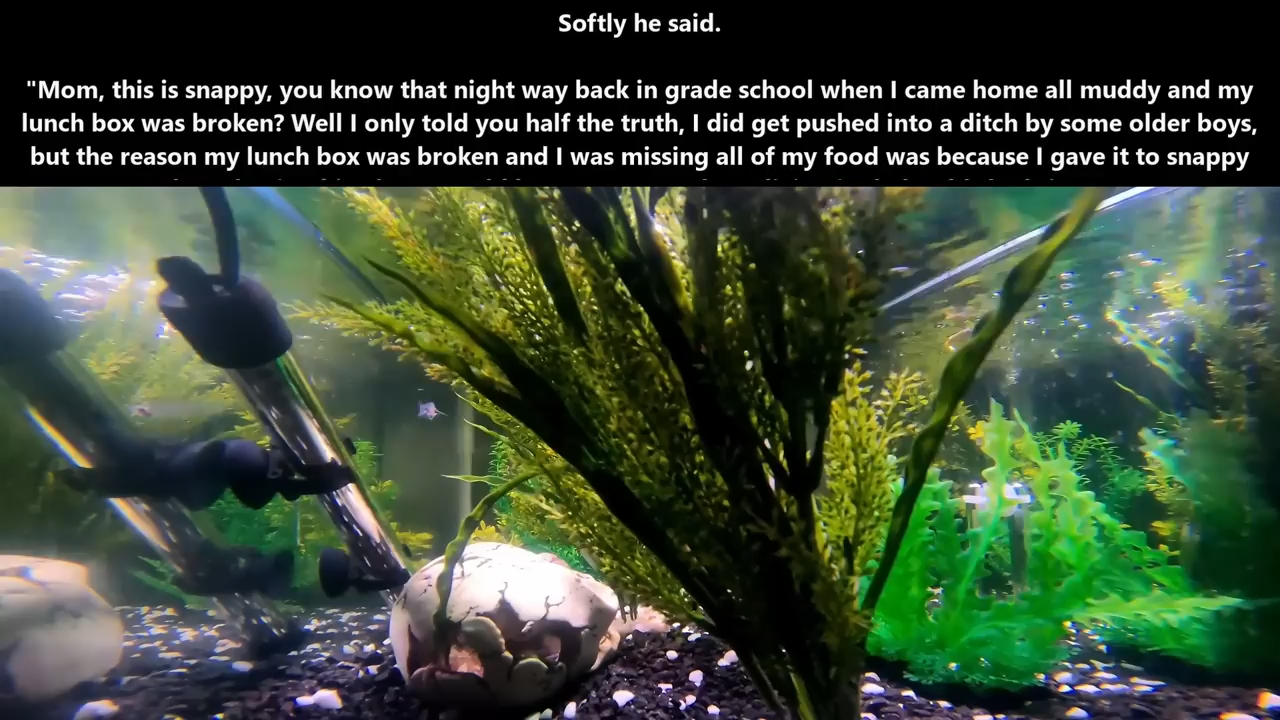 Softly he said.
"Mom, this is snappy, you know that night way back in grade school when I came home all muddy and my
lunch box was broken? Well I only told you half the truth, I did get pushed into a ditch by some older boys,
but the reason my lunch box was broken and I was missing all of my food was because I gave it to snappy